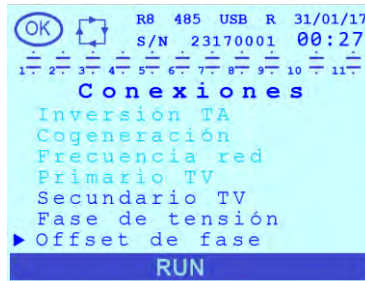 OK R8 485 USB R 31/01/17
S/N 23170001 00:27
1 2 3 4 5 6 7 8 9 10 11
Conexiones
Inversión TA
Cogeneración
Frecuencia red
Primario TV
Secundario TV
Fase de tensión
Offset de fase
RUN